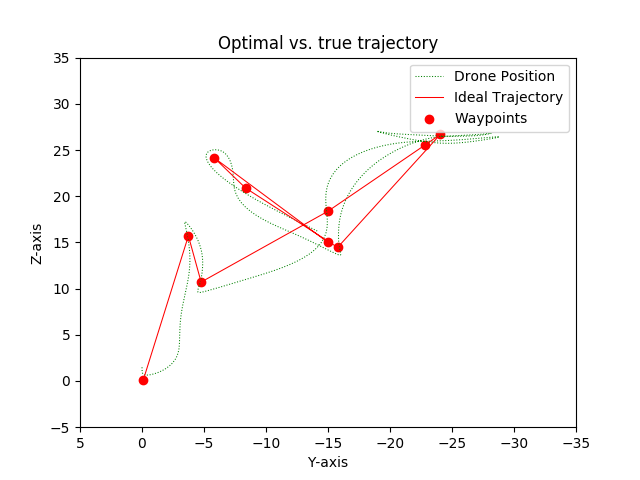 Optimal vs. true trajectory
Drone Position
Ideal Trajectory
Waypoints
35
30
25
20
15
10
5
0
−5
Z-axis
5 0 −5 −10 −15 −20 −25 −30 −35
Y-axis